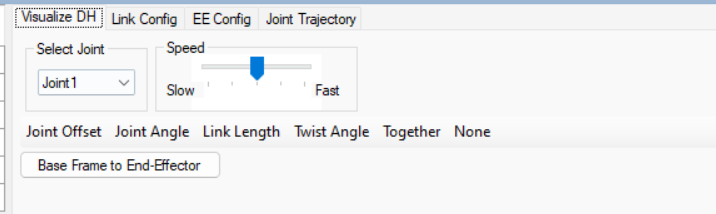 Visualize DH Link Config EE Config Joint Trajectory
Select Joint Speed
Joint1
Slow Fast
Joint Offset Joint Angle Link Length Twist Angle Together None
Base Frame to End-Effector